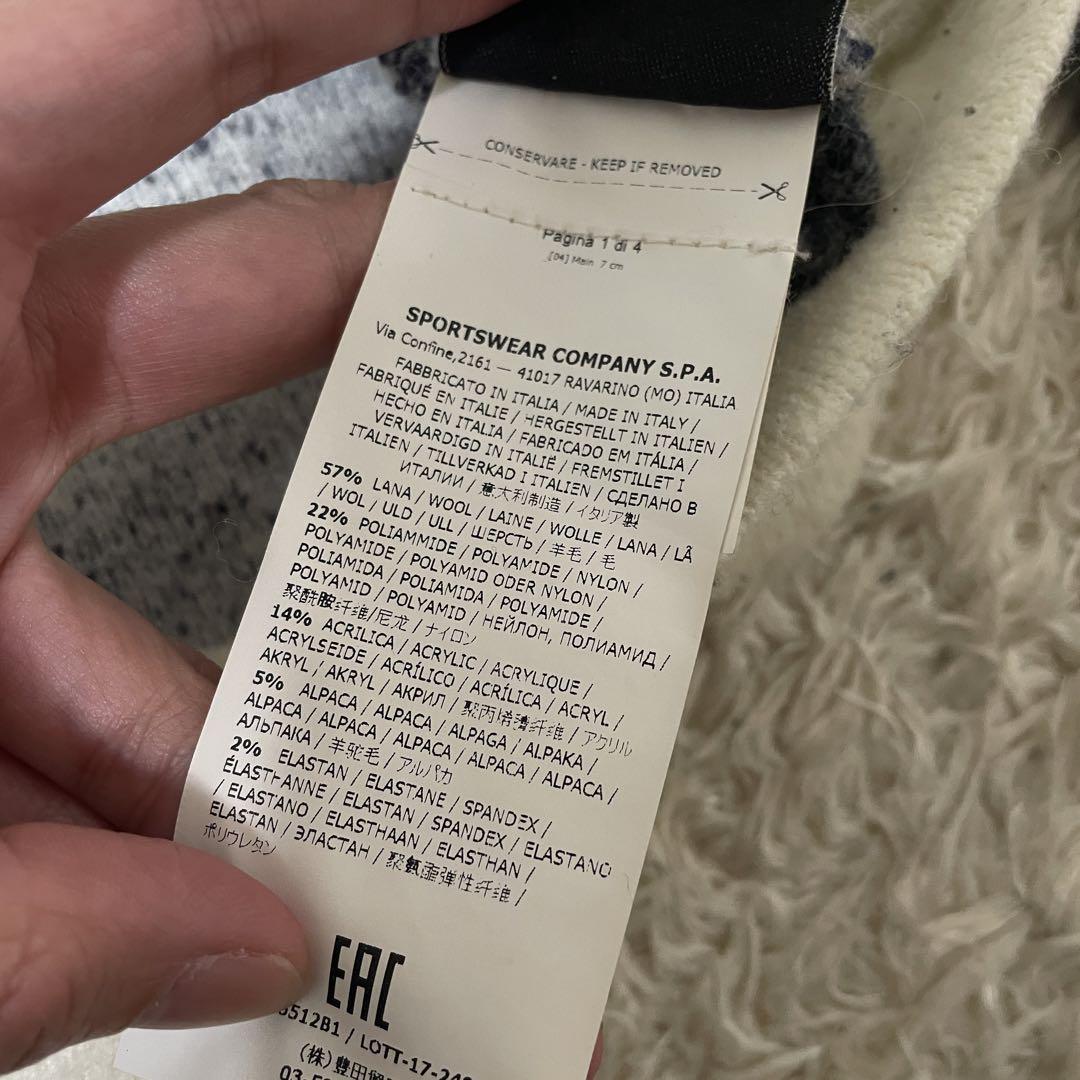 CONSERVARE - KEEP IF REMOVED
Pagina 1 di 4
[04] Main 7 cm
SPORTSWEAR COMPANY S.P.A.
Via Confine,2161 — 41017 RAVARINO (MO) ITALIA
FABBRICATO IN ITALIA / MADE IN ITALY /
FABRIQUÉ EN ITALIE / HERGESTELLT IN ITALIEN /
HECHO EN ITALIA / FABRICADO EM ITÁLIA /
VERVAARDIGD IN ITALIË / FREMSTILLET I
ITALIEN / TILLVERKAD I ITALIEN / СДЕЛАНО В
ИТАЛИИ / 意大利制造 / イタリア製
57% LANA / WOOL / LAINE / WOLLE / LANA / LÃ
/ WOL / ULD / ULL / ШЕРСТЬ / 羊毛 / 毛
22% POLIAMMIDE / POLYAMIDE / NYLON /
POLYAMIDE / POLYAMID ODER NYLON /
POLIAMIDA / POLIAMIDA / POLYAMIDE /
POLYAMID / POLYAMID / НЕЙЛОН, ПОЛИАМИД /
聚酰胺纤维/尼龙 / ナイロン
14% ACRILICA / ACRYLIC / ACRYLIQUE /
ACRYLSEIDE / ACRÍLICO / ACRÍLICA / ACRYL /
AKRYL / AKRYL / АКРИЛ / 聚丙烯薄纤维 / アクリル
5% ALPACA / ALPACA / ALPAGA / ALPAKA /
ALPACA / ALPACA / ALPACA / ALPACA / ALPACA /
АЛЬПАКА / 羊驼毛 / アルパカ
2% ELASTAN / ELASTANE / SPANDEX /
ÉLASTHANNE / ELASTAN / SPANDEX / ELASTANO
/ ELASTANO / ELASTHAAN / ELASTHAN /
ELASTAN / ЭЛАСТАН / 聚氨酯弹性纤维 /
ポリウレタン
EAC
5512B1 / LOTT-17-248
(株) 豊田
03-5